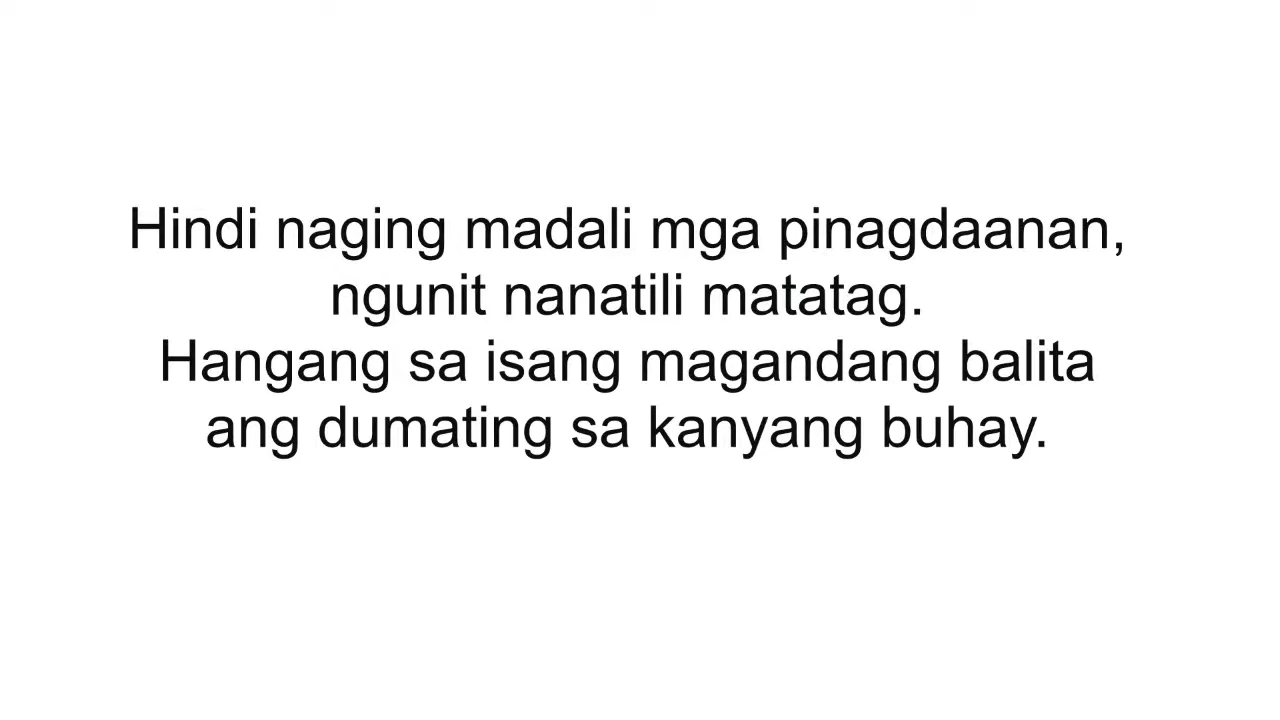 Hindi naging madali mga pinagdaanan,
ngunit nanatili matatag.
Hangang sa isang magandang balita
ang dumating sa kanyang buhay.